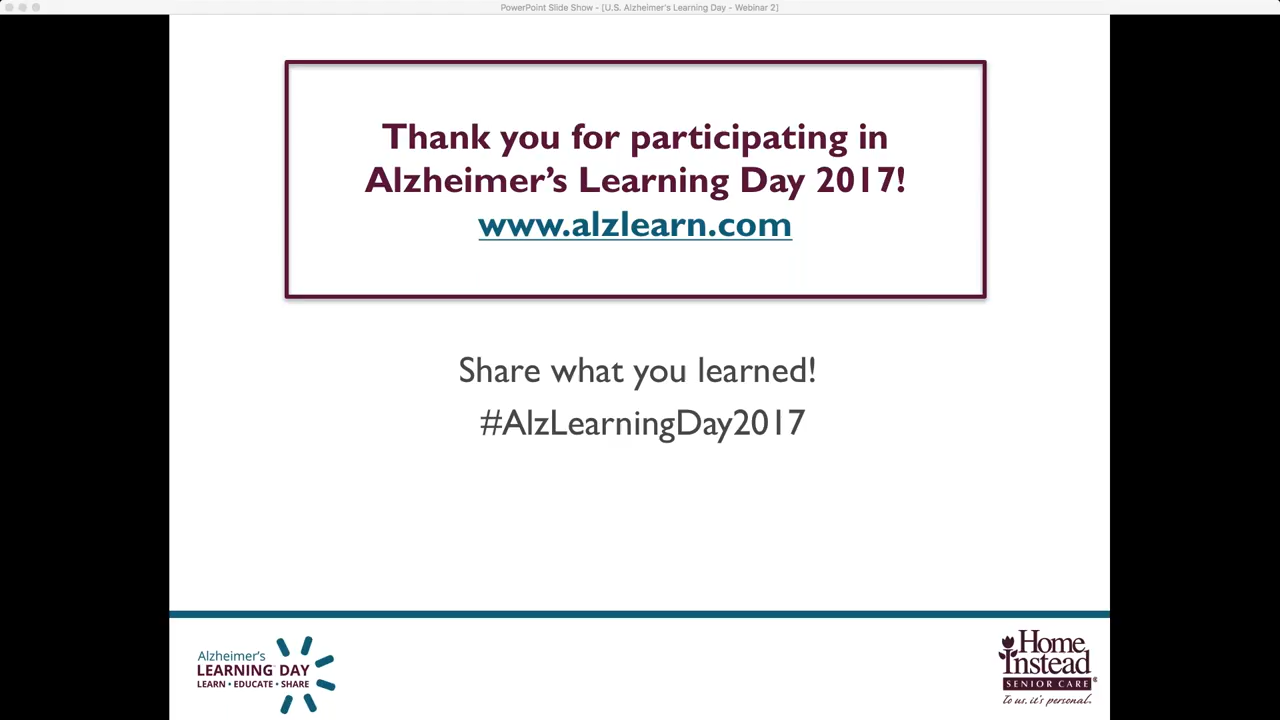 PowerPoint Slide Show - [U.S. Alzheimer's Learning Day - Webinar 2]
Thank you for participating in
Alzheimer’s Learning Day 2017!
www.alzlearn.com
Share what you learned!
#AlzLearningDay2017
Alzheimer's
LEARNING DAY
LEARN • EDUCATE • SHARE
Home
Instead
SENIOR CARE®
To us, it's personal.